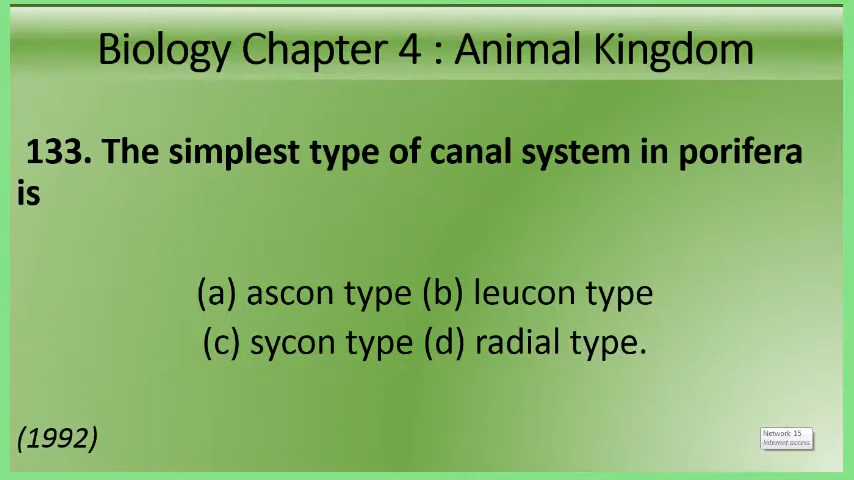 Biology Chapter 4 : Animal Kingdom
133. The simplest type of canal system in porifera
is
(a) ascon type (b) leucon type
(c) sycon type (d) radial type.
(1992)
Network 15
Internet access